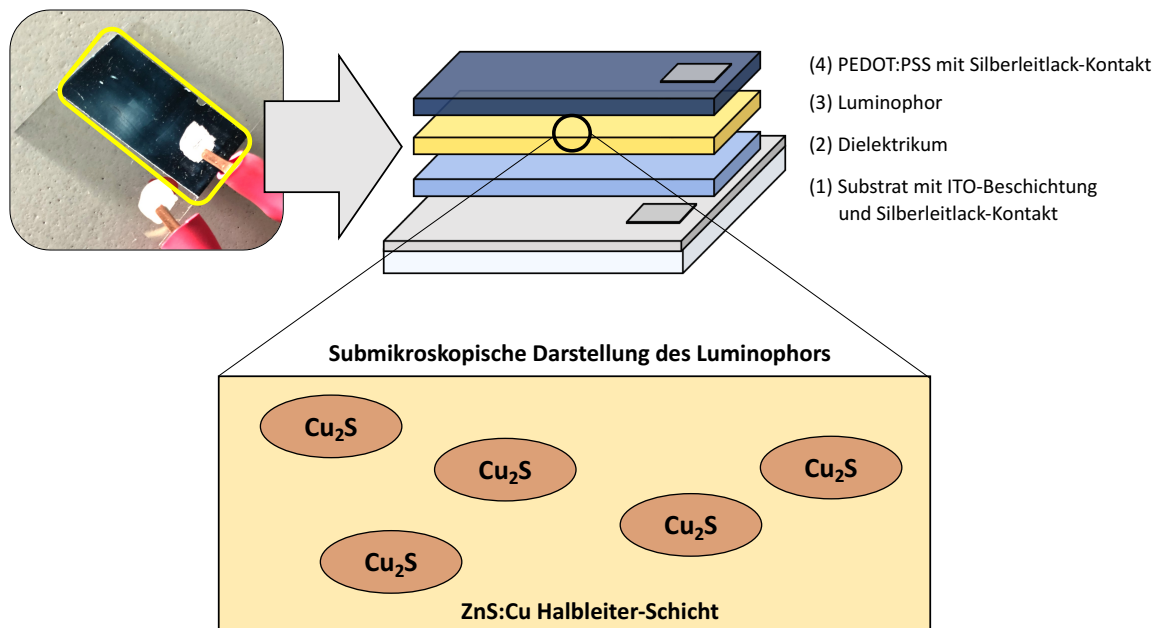 (4) PEDOT:PSS mit Silberleitlack-Kontakt
(3) Luminophor
(2) Dielektrikum
(1) Substrat mit ITO-Beschichtung
und Silberleitlack-Kontakt
Submikroskopische Darstellung des Luminophors
Cu₂S
Cu₂S
Cu₂S
Cu₂S
Cu₂S
ZnS:Cu Halbleiter-Schicht